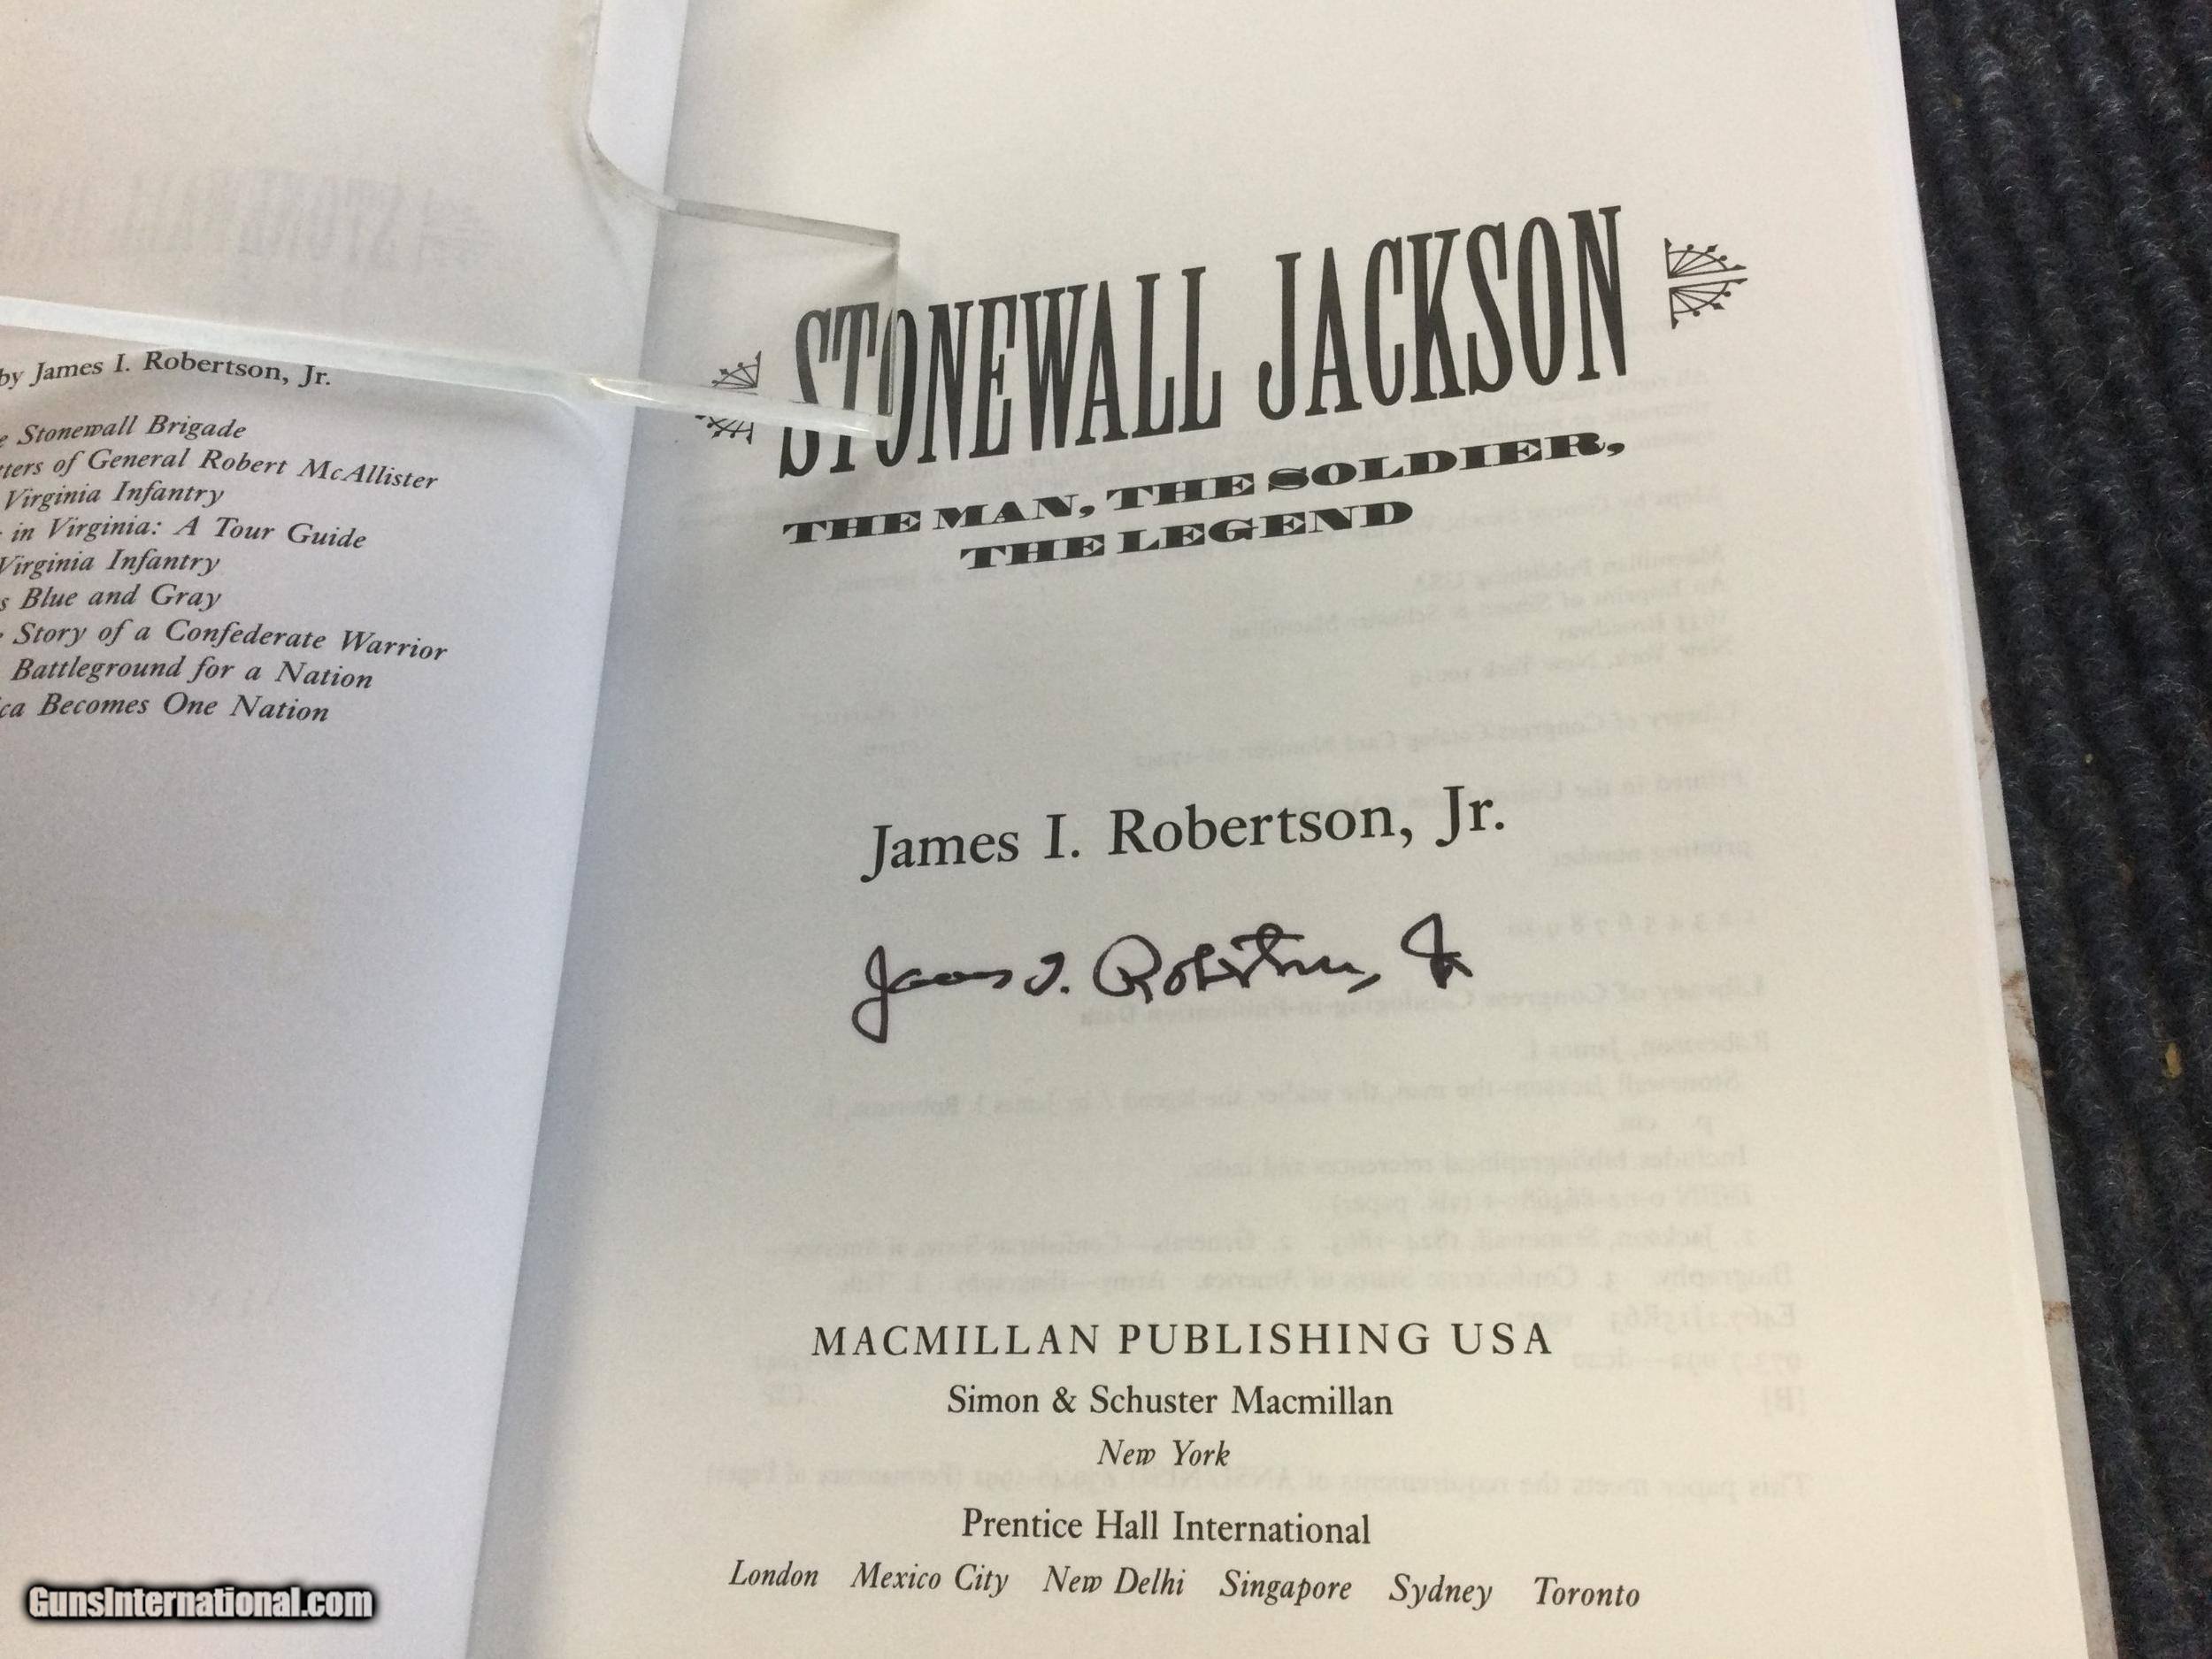 by James I. Robertson, Jr.
Stonewall Brigade
of General Robert McAllister
Virginia Infantry
in Virginia: A Tour Guide
Virginia Infantry
Blue and Gray
Story of a Confederate Warrior
Battleground for a Nation
Becomes One Nation
STONEWALL JACKSON
THE MAN, THE SOLDIER,
THE LEGEND
James I. Robertson, Jr.
James I. Robertson, Jr
MACMILLAN PUBLISHING USA
Simon & Schuster Macmillan
New York
Prentice Hall International
London Mexico City New Delhi Singapore Sydney Toronto
GunsInternational.com